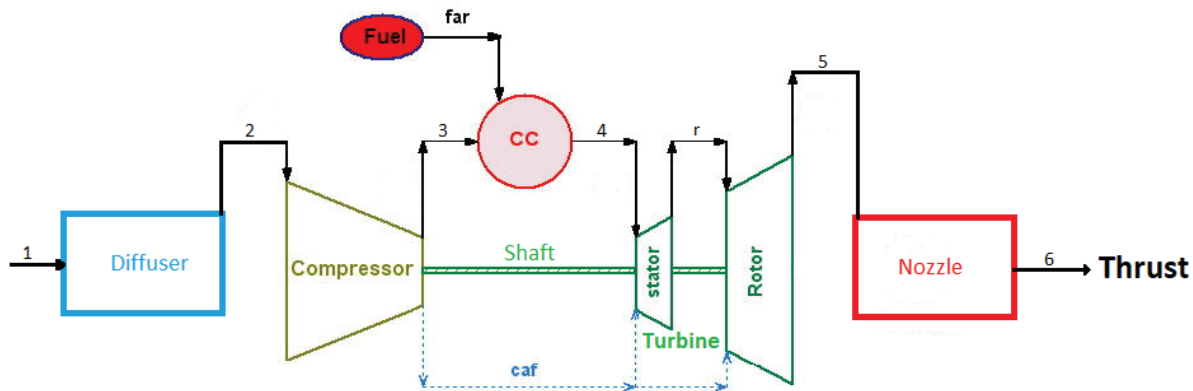 far
Fuel
5
2
3
CC
4
r
1
Diffuser
Compressor
Shaft
stator
Rotor
Nozzle
6
Thrust
Turbine
caf